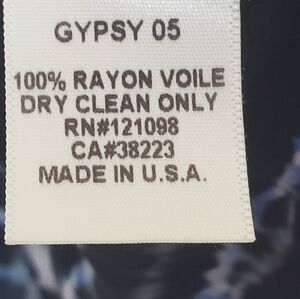 GYPSY 05
100% RAYON VOILE
DRY CLEAN ONLY
RN#121098
CA#38223
MADE IN U.S.A.